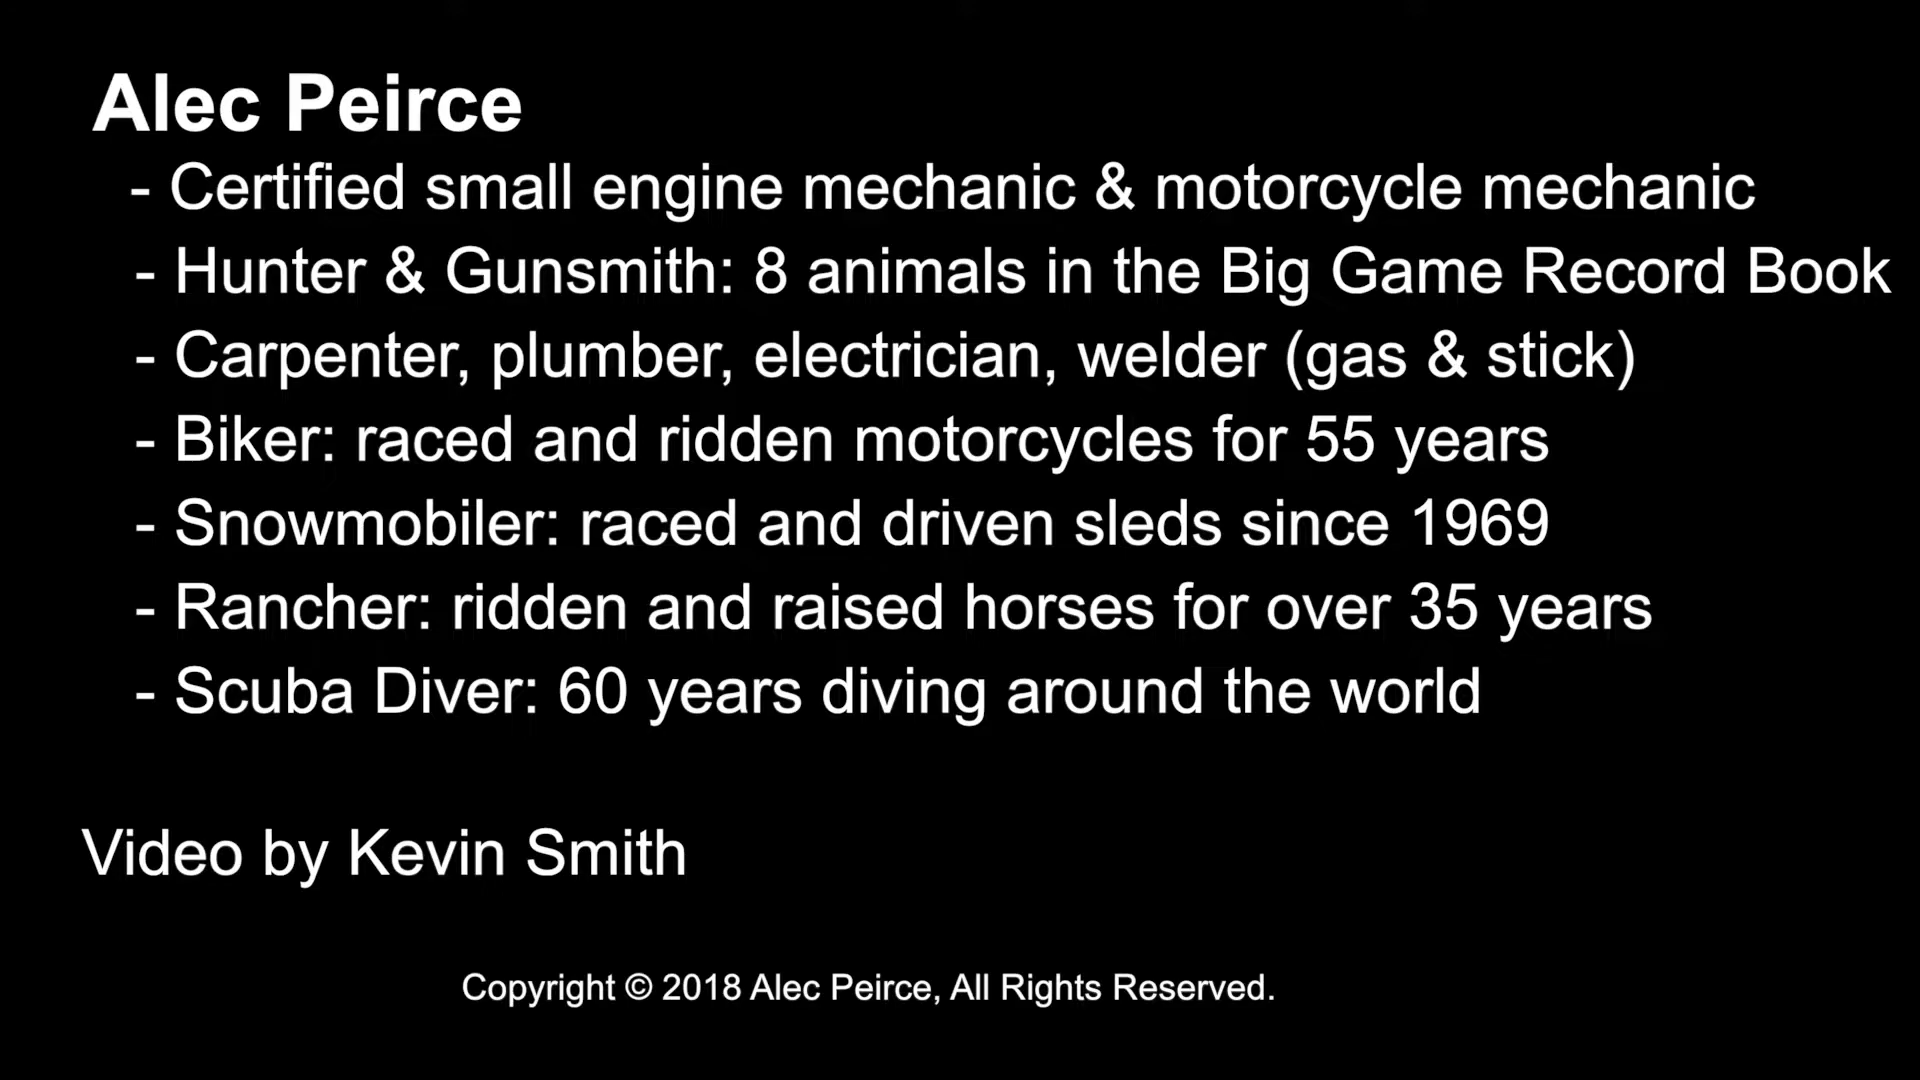 Alec Peirce
- Certified small engine mechanic & motorcycle mechanic
- Hunter & Gunsmith: 8 animals in the Big Game Record Book
- Carpenter, plumber, electrician, welder (gas & stick)
- Biker: raced and ridden motorcycles for 55 years
- Snowmobiler: raced and driven sleds since 1969
- Rancher: ridden and raised horses for over 35 years
- Scuba Diver: 60 years diving around the world
Video by Kevin Smith
Copyright © 2018 Alec Peirce, All Rights Reserved.